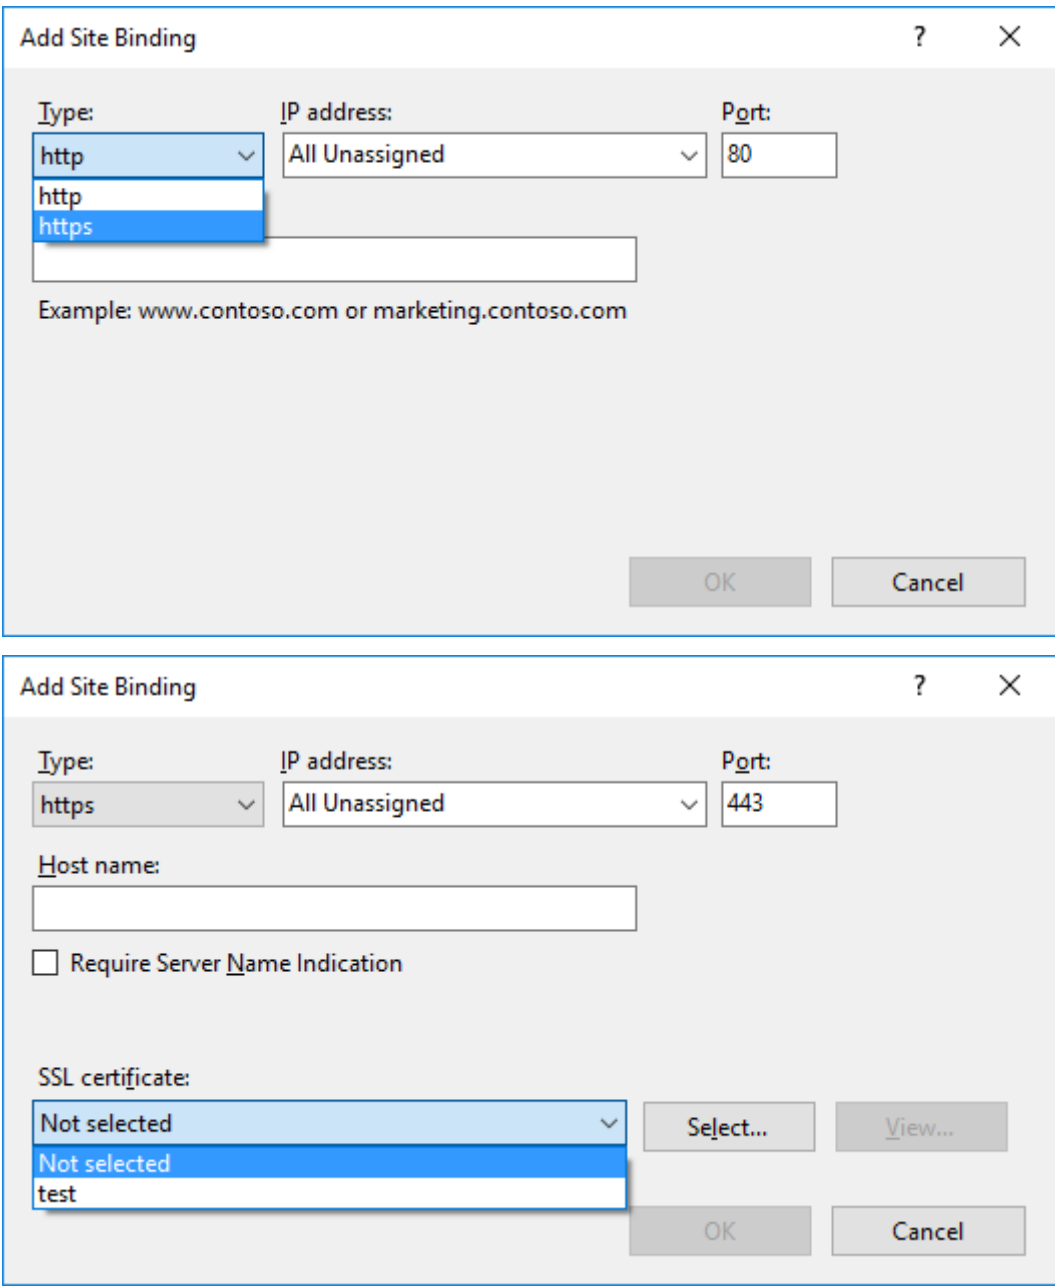 Add Site Binding ?
Type: IP address: Port:
http All Unassigned 80
http
https
Example: www.contoso.com or marketing.contoso.com
OK Cancel
Add Site Binding ?
Type: IP address: Port:
https All Unassigned 443
Host name:
Require Server Name Indication
SSL certificate:
Not selected Select... View...
Not selected
test
OK Cancel